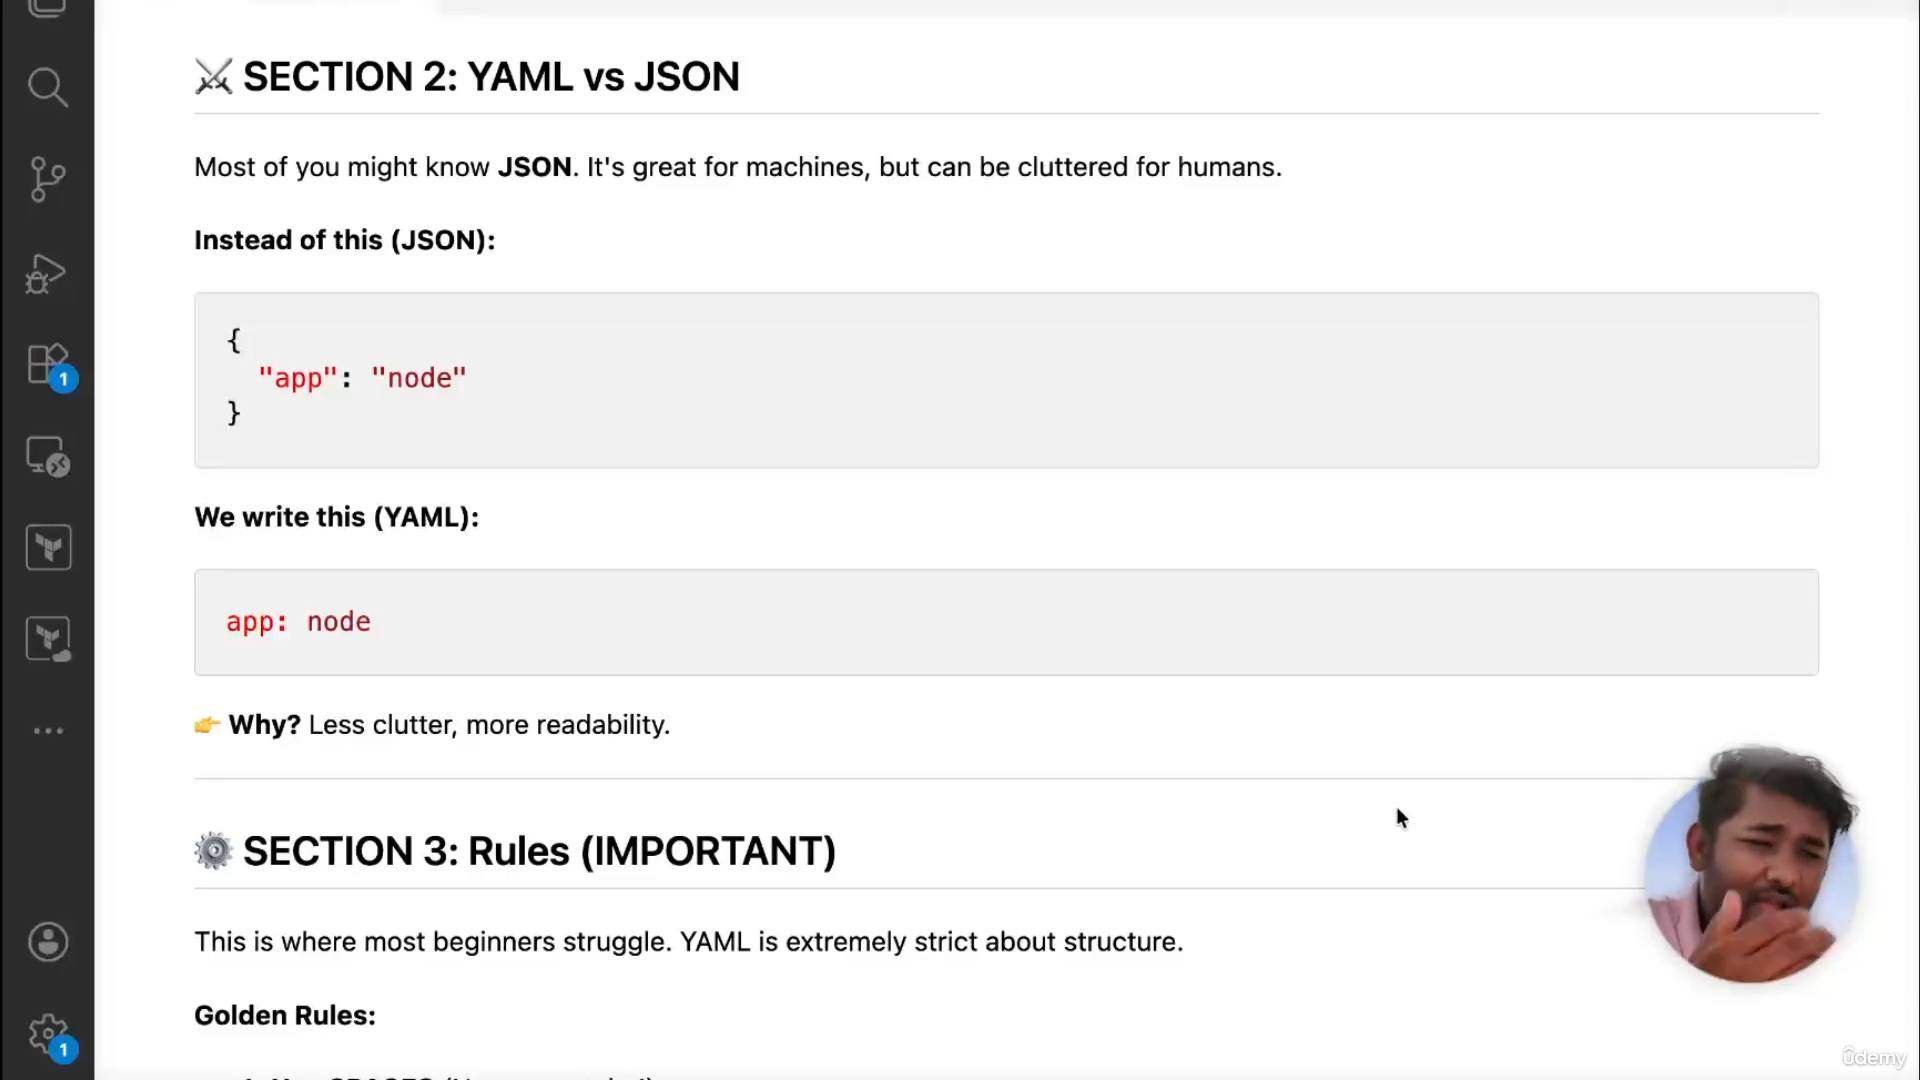 ⚔️ SECTION 2: YAML vs JSON
Most of you might know JSON. It's great for machines, but can be cluttered for humans.
Instead of this (JSON):
{
"app": "node"
}
We write this (YAML):
app: node
👉 Why? Less clutter, more readability.
⚙️ SECTION 3: Rules (IMPORTANT)
This is where most beginners struggle. YAML is extremely strict about structure.
Golden Rules:
1
1
ûdemy